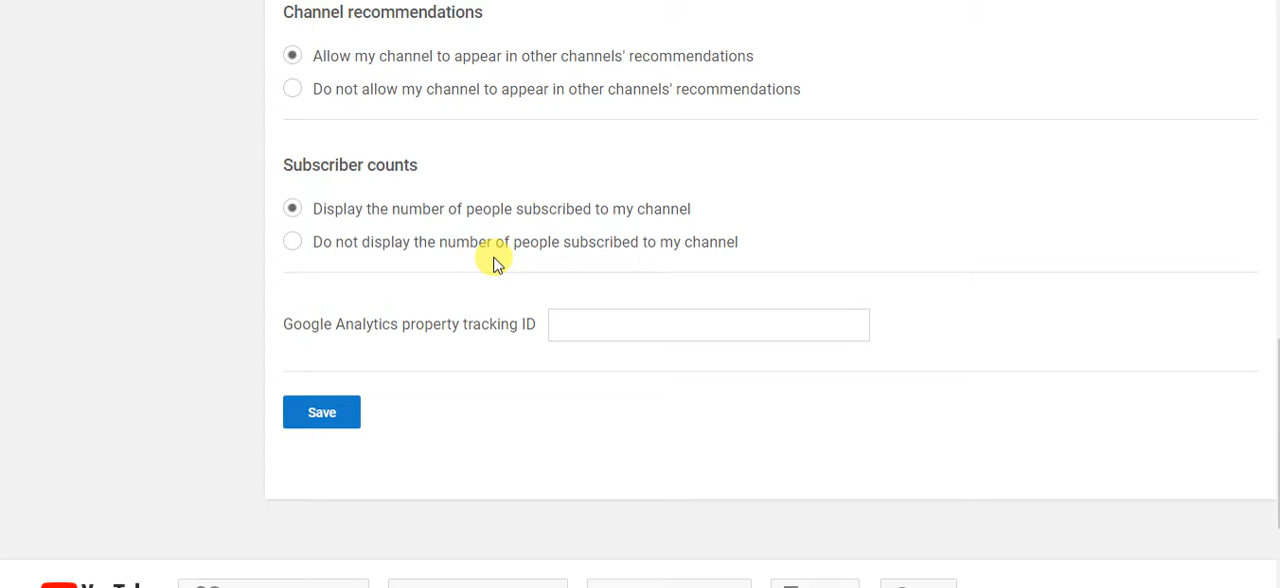 Channel recommendations
Allow my channel to appear in other channels' recommendations
Do not allow my channel to appear in other channels' recommendations
Subscriber counts
Display the number of people subscribed to my channel
Do not display the number of people subscribed to my channel
Google Analytics property tracking ID
Save